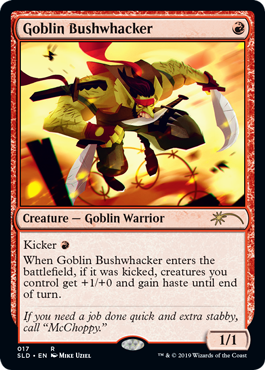 Goblin Bushwhacker
Creature — Goblin Warrior
Kicker
When Goblin Bushwhacker enters the
battlefield, if it was kicked, creatures you
control get +1/+0 and gain haste until end
of turn.
If you need a job done quick and extra stabby,
call “McChoppy.”
1/1
017 R
SLD • EN Mike Uziel
™ & © 2019 Wizards of the Coast